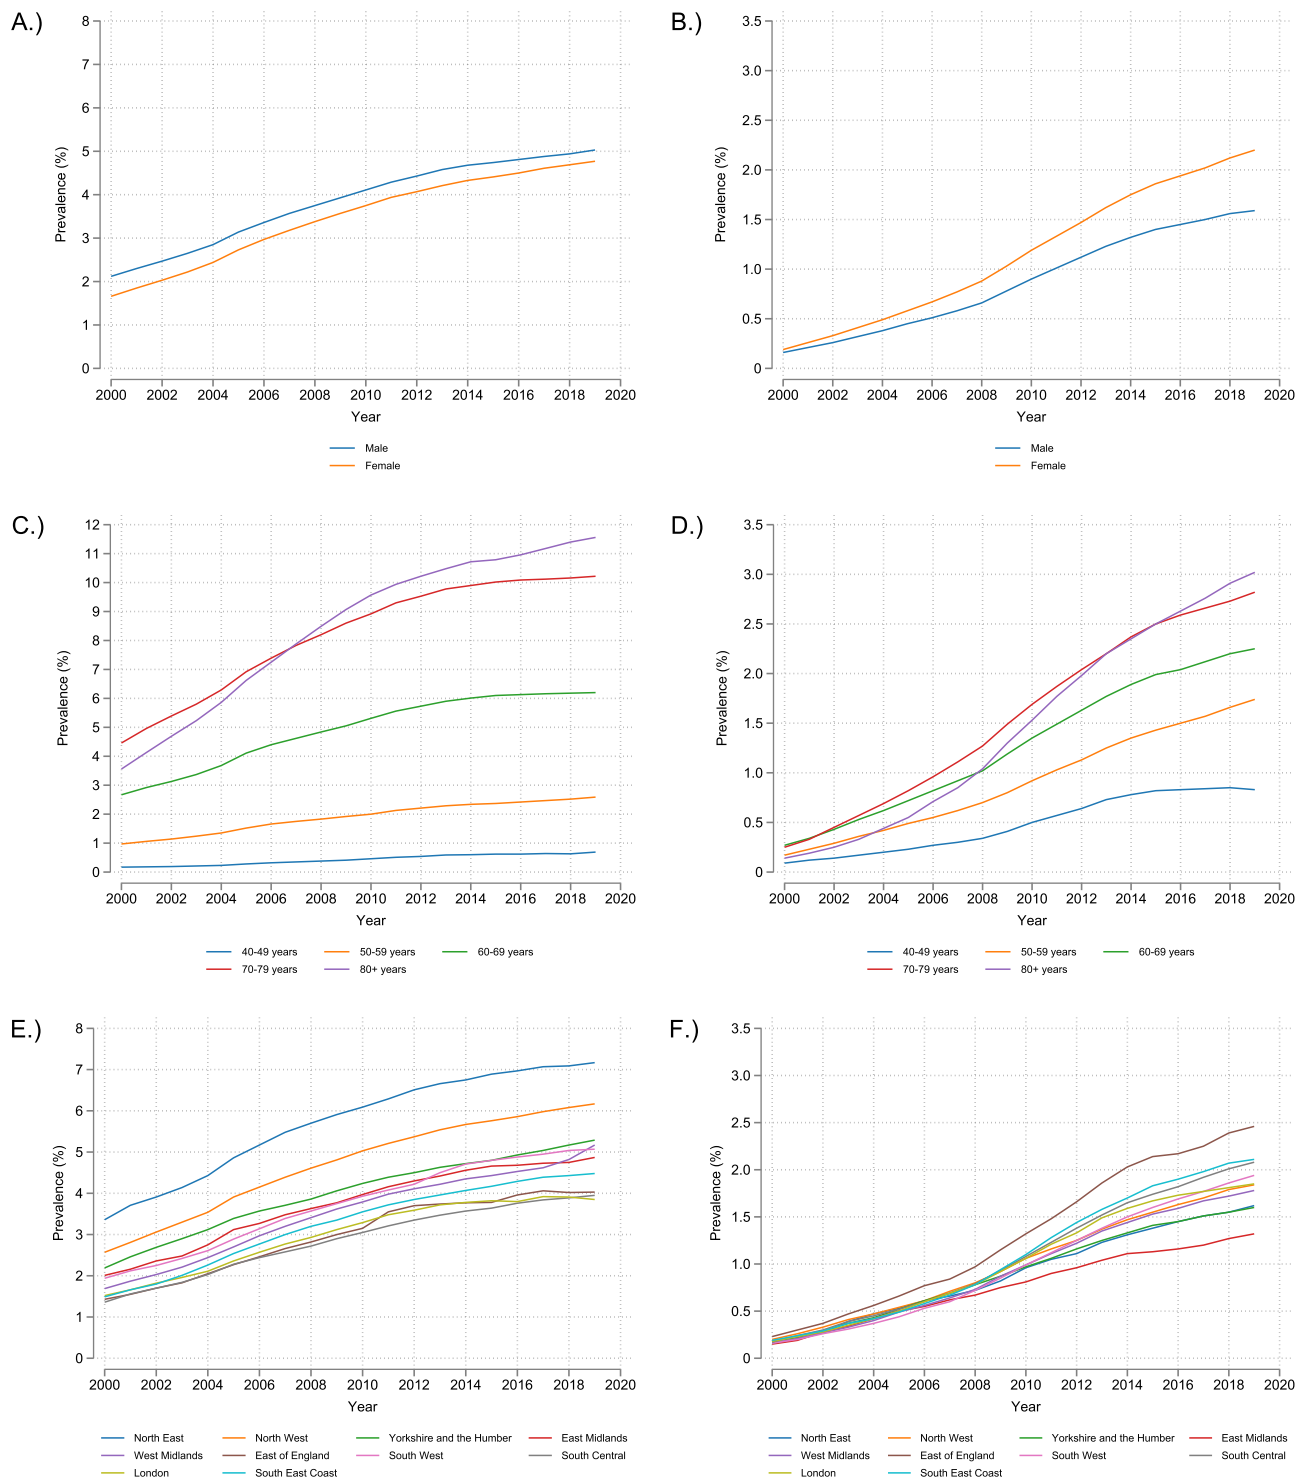 A.)
B.)
8
7
6
5
4
3
2
1
0
Prevalence (%)
2000 2002 2004 2006 2008 2010 2012 2014 2016 2018 2020
Year
Male
Female
3.5
3.0
2.5
2.0
1.5
1.0
0.5
0
Prevalence (%)
2000 2002 2004 2006 2008 2010 2012 2014 2016 2018 2020
Year
Male
Female
C.)
D.)
12
11
10
9
8
7
6
5
4
3
2
1
0
Prevalence (%)
2000 2002 2004 2006 2008 2010 2012 2014 2016 2018 2020
Year
40-49 years 50-59 years 60-69 years
70-79 years 80+ years
3.5
3.0
2.5
2.0
1.5
1.0
0.5
0
Prevalence (%)
2000 2002 2004 2006 2008 2010 2012 2014 2016 2018 2020
Year
40-49 years 50-59 years 60-69 years
70-79 years 80+ years
E.)
F.)
8
7
6
5
4
3
2
1
0
Prevalence (%)
2000 2002 2004 2006 2008 2010 2012 2014 2016 2018 2020
Year
North East North West Yorkshire and the Humber East Midlands
West Midlands East of England South West South Central
London South East Coast
3.5
3.0
2.5
2.0
1.5
1.0
0.5
0
Prevalence (%)
2000 2002 2004 2006 2008 2010 2012 2014 2016 2018 2020
Year
North East North West Yorkshire and the Humber East Midlands
West Midlands East of England South West South Central
London South East Coast